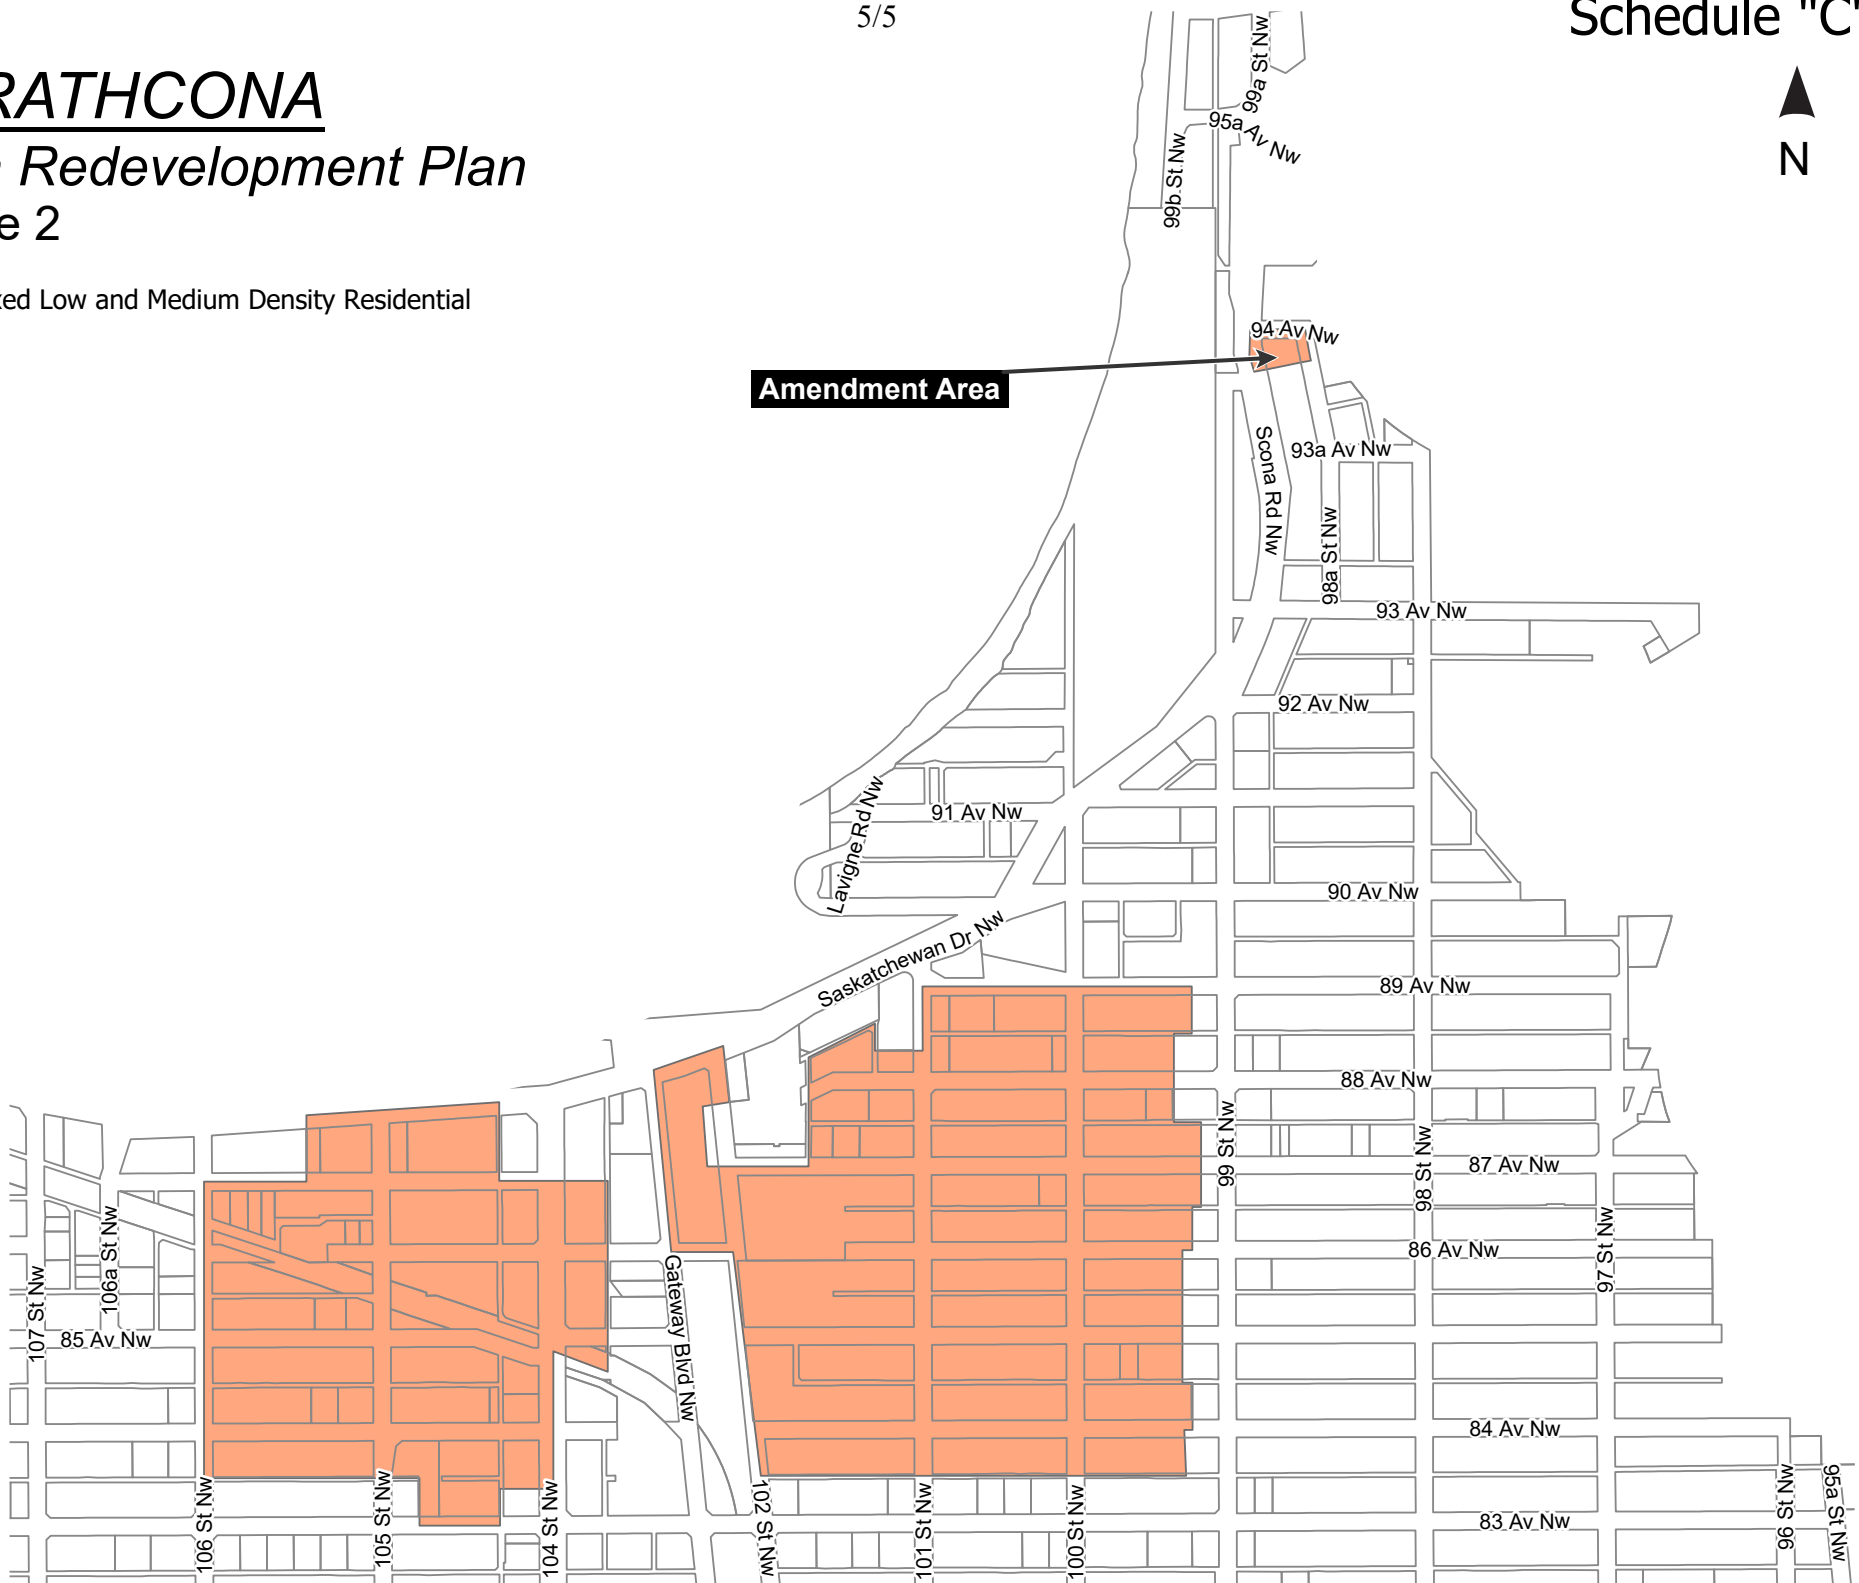 5/5
Schedule "C"
RATHCONA
Redevelopment Plan
e 2
N
ked Low and Medium Density Residential
Amendment Area
99a St Nw
95a Av Nw
99b St Nw
94 Av Nw
Scona Rd Nw
93a Av Nw
98a St Nw
93 Av Nw
92 Av Nw
Lavigne Rd Nw
91 Av Nw
90 Av Nw
Saskatchewan Dr Nw
89 Av Nw
88 Av Nw
99 St Nw
98 St Nw
87 Av Nw
106a St Nw
107 St Nw
85 Av Nw
Gateway Blvd Nw
86 Av Nw
97 St Nw
84 Av Nw
106 St Nw
105 St Nw
104 St Nw
102 St Nw
101 St Nw
100 St Nw
83 Av Nw
96 St Nw
95a St Nw